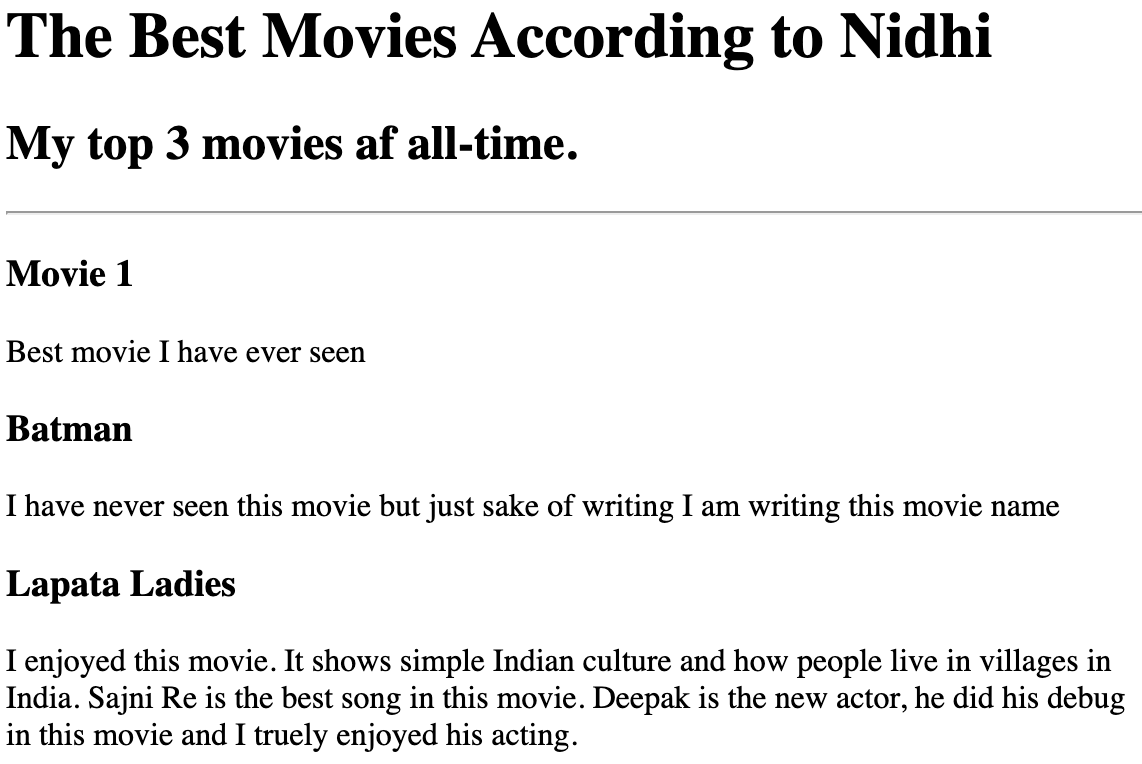 The Best Movies According to Nidhi
My top 3 movies af all-time.
Movie 1
Best movie I have ever seen
Batman
I have never seen this movie but just sake of writing I am writing this movie name
Lapata Ladies
I enjoyed this movie. It shows simple Indian culture and how people live in villages in
India. Sajni Re is the best song in this movie. Deepak is the new actor, he did his debug
in this movie and I truely enjoyed his acting.